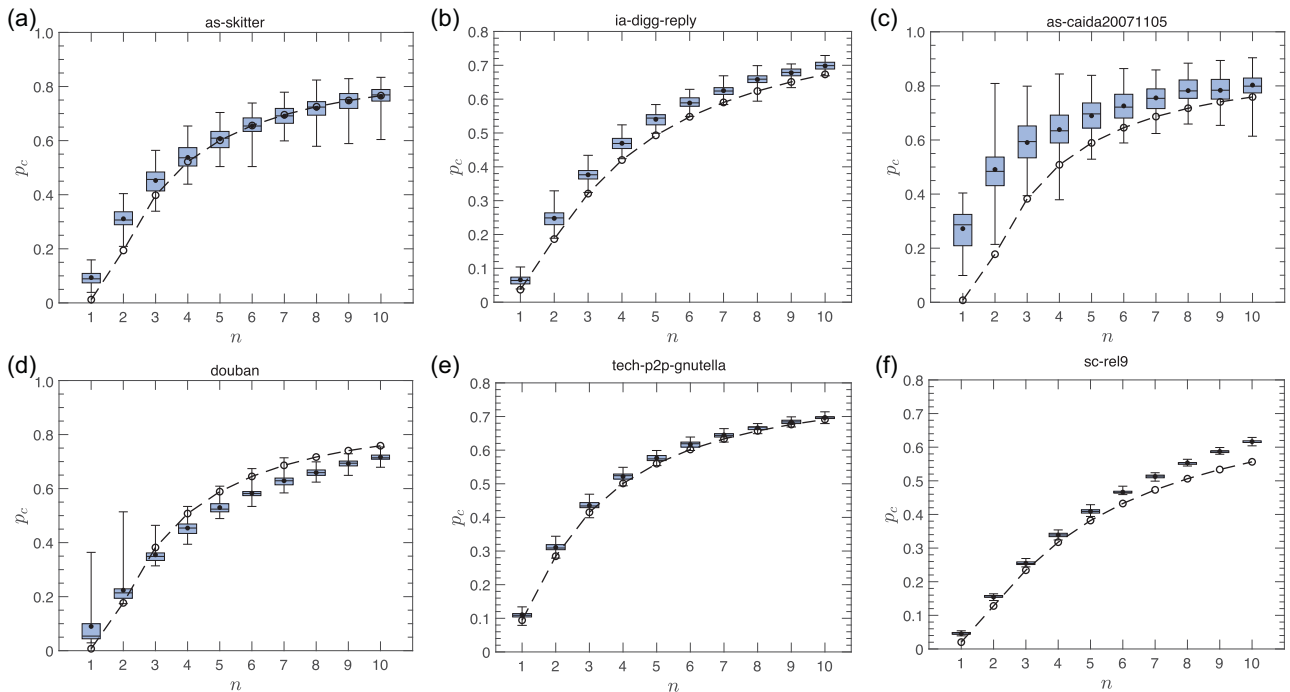 (a)
as-skitter
1.0
0.8
0.6
0.4
0.2
0
p_c
1 2 3 4 5 6 7 8 9 10
n
(b)
ia-digg-reply
0.8
0.7
0.6
0.5
0.4
0.3
0.2
0.1
0
p_c
1 2 3 4 5 6 7 8 9 10
n
(c)
as-caida20071105
1.0
0.8
0.6
0.4
0.2
0
p_c
1 2 3 4 5 6 7 8 9 10
n
(d)
douban
1.0
0.8
0.6
0.4
0.2
0
p_c
1 2 3 4 5 6 7 8 9 10
n
(e)
tech-p2p-gnutella
0.8
0.7
0.6
0.5
0.4
0.3
0.2
0.1
0
p_c
1 2 3 4 5 6 7 8 9 10
n
(f)
sc-rel9
0.8
0.7
0.6
0.5
0.4
0.3
0.2
0.1
0
p_c
1 2 3 4 5 6 7 8 9 10
n